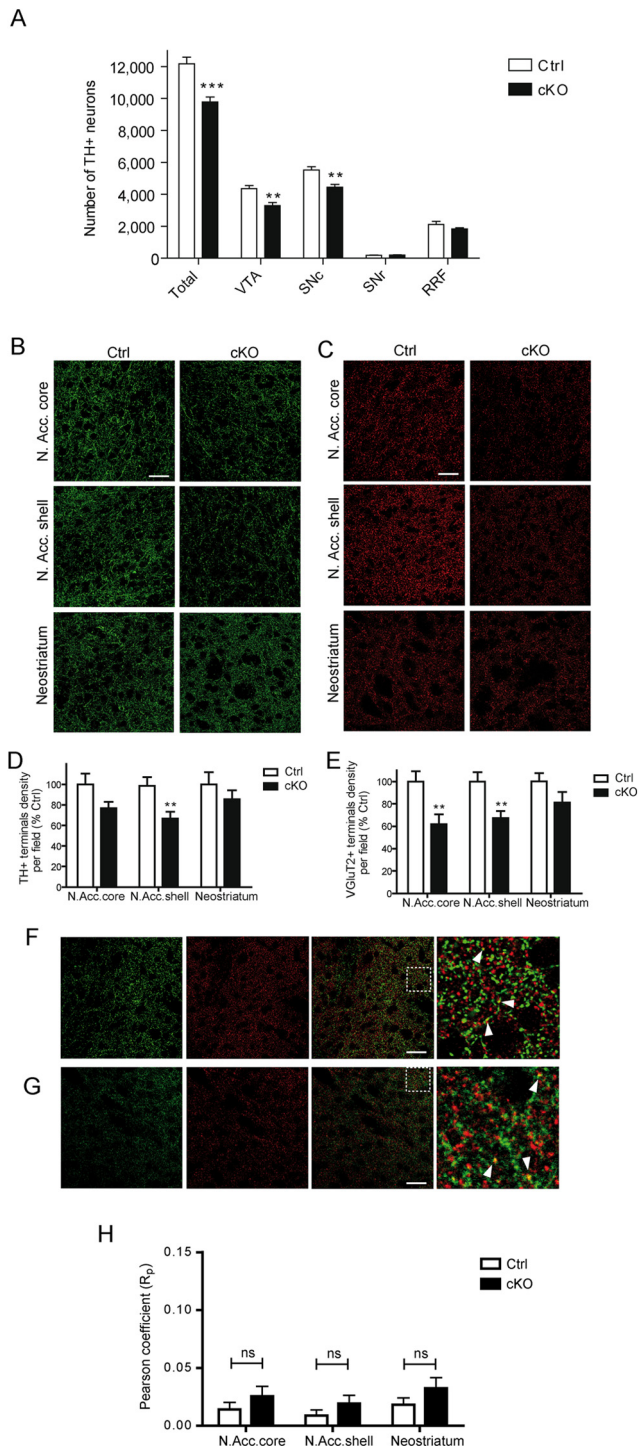 A
Number of TH+ neurons
12,000
10,000
8,000
6,000
4,000
2,000
0
***
**
**
Ctrl
cKO
Total
VTA
SNc
SNr
RRF
B
Ctrl
cKO
N. Acc. core
N. Acc. shell
Neostriatum
C
Ctrl
cKO
N. Acc. core
N. Acc. shell
Neostriatum
D
TH+ terminals density
per field (% Ctrl)
100
80
60
40
20
0
**
Ctrl
cKO
N.Acc.core
N.Acc.shell
Neostriatum
E
VGluT2+ terminals density
per field (% Ctrl)
100
80
60
40
20
0
**
**
Ctrl
cKO
N.Acc.core
N.Acc.shell
Neostriatum
F
G
H
Pearson coefficient (Rp)
0.15
0.10
0.05
0.00
ns
ns
ns
Ctrl
cKO
N.Acc.core
N.Acc.shell
Neostriatum